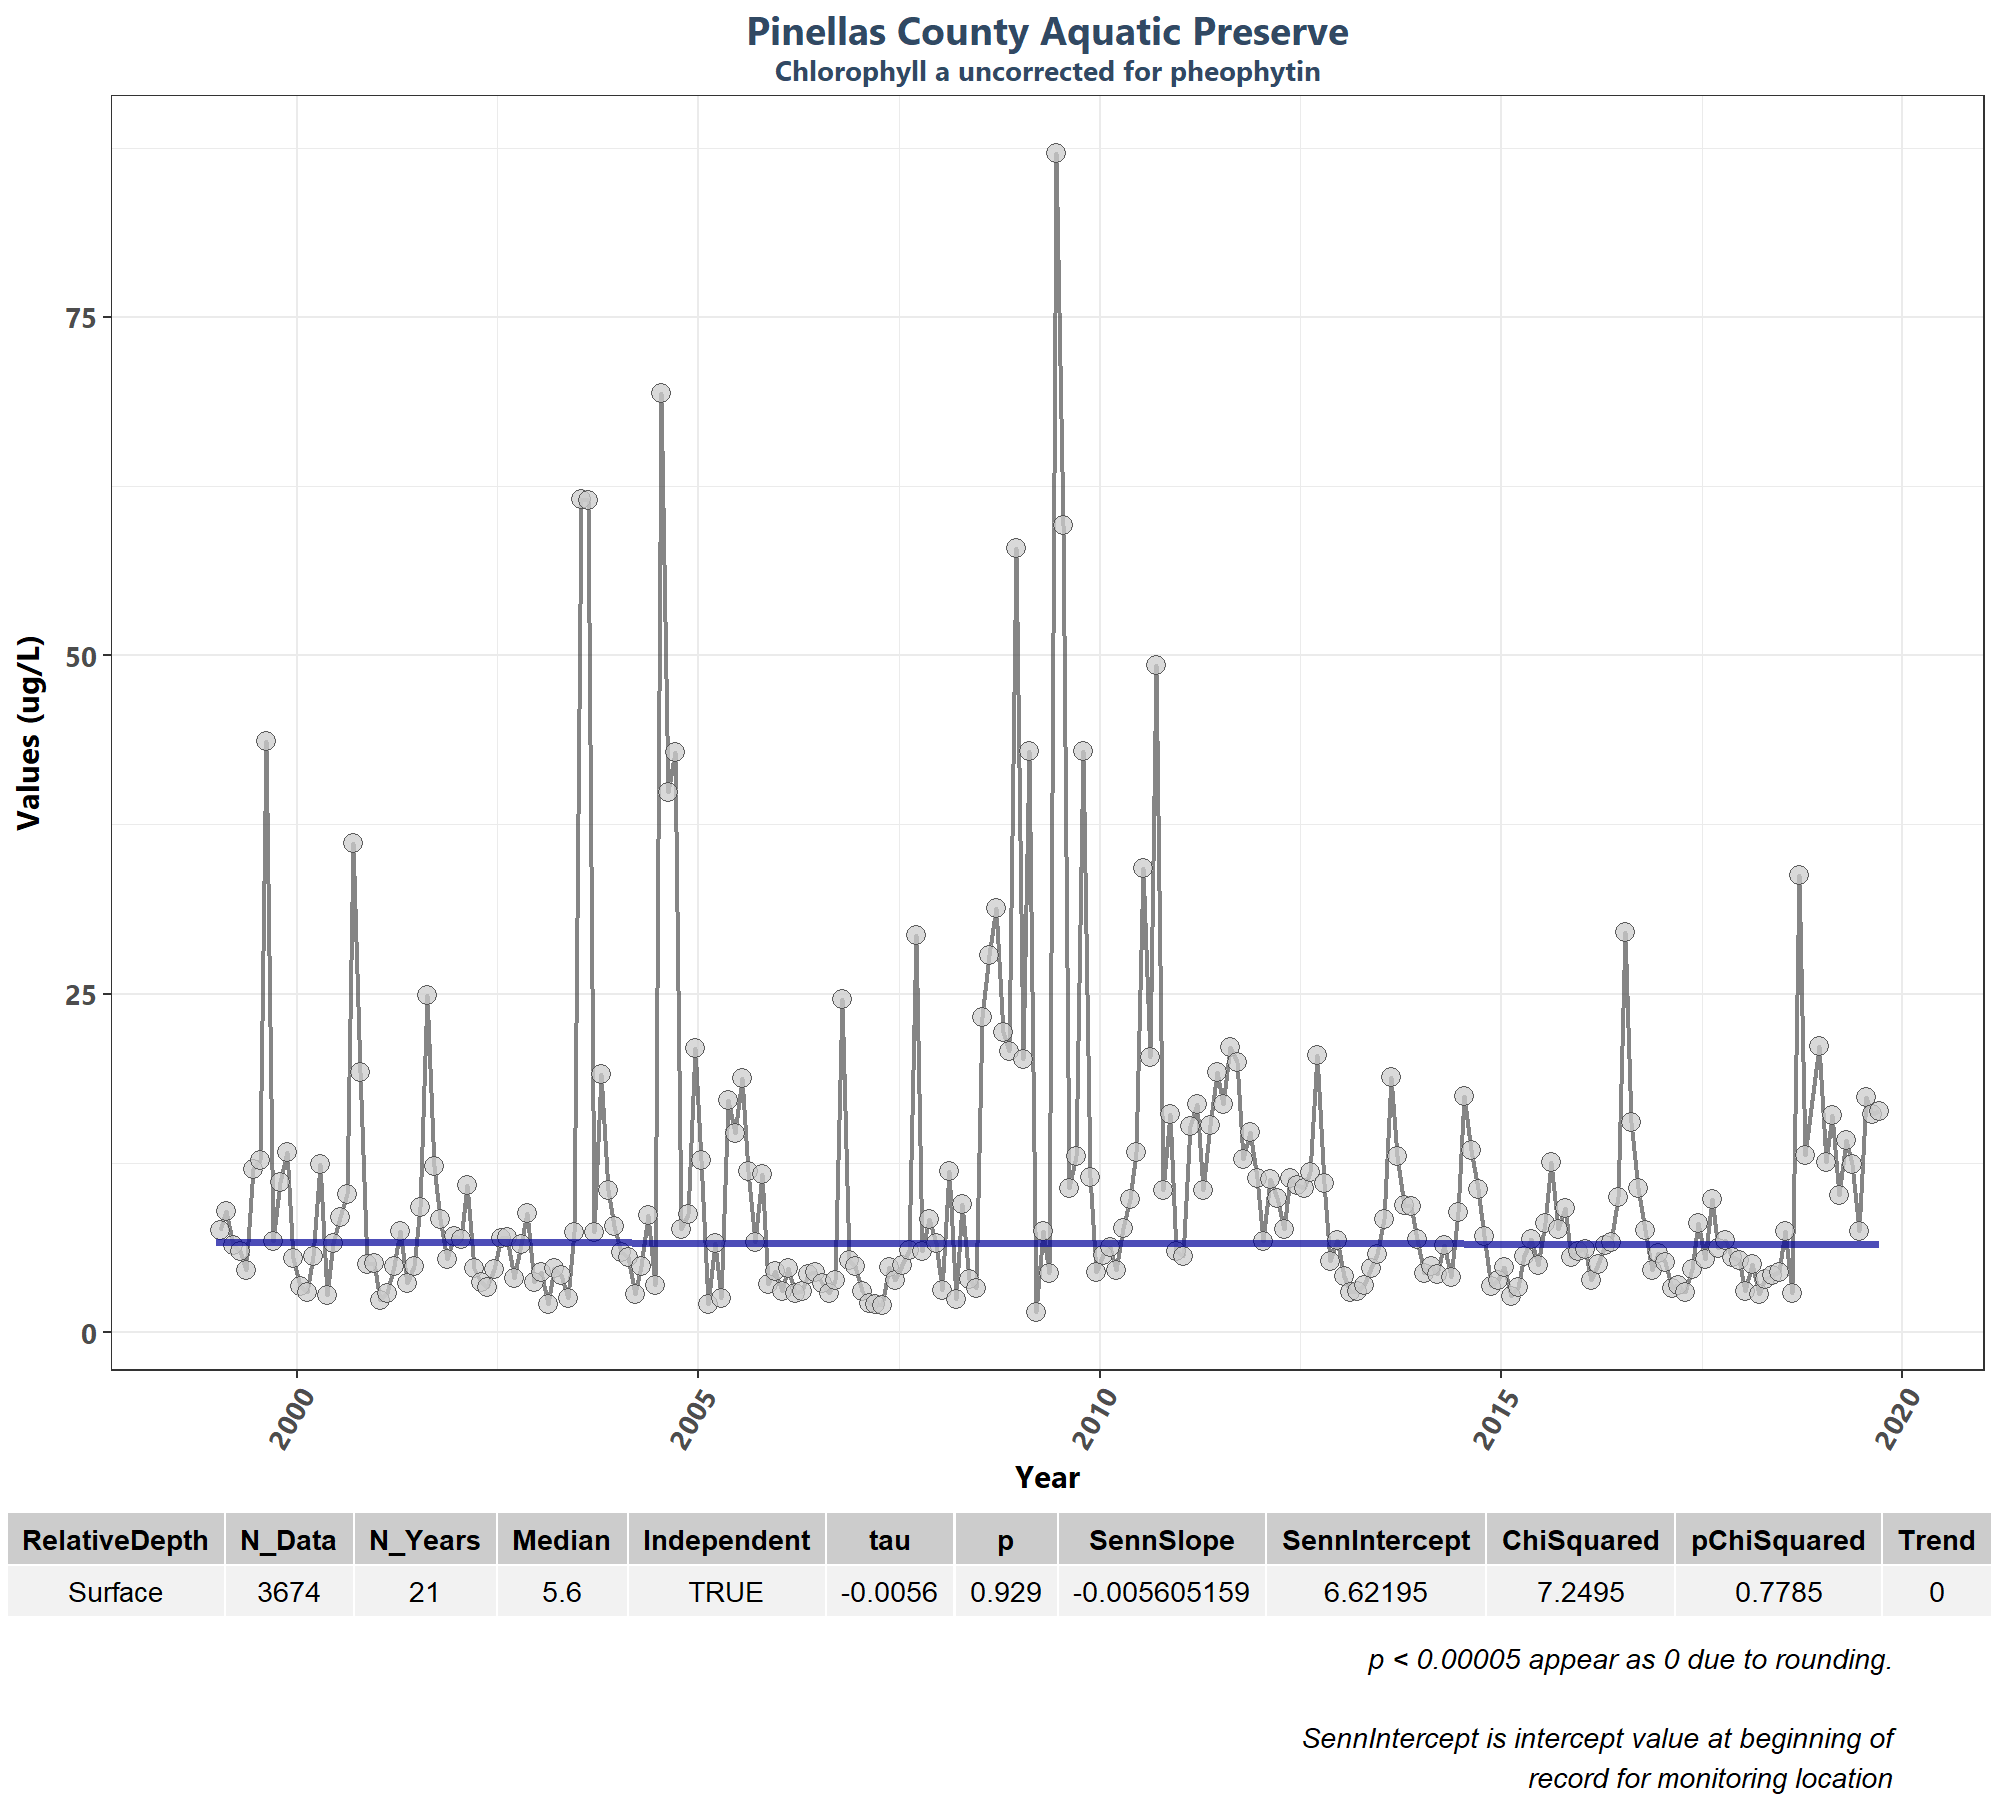 Pinellas County Aquatic Preserve
Chlorophyll a uncorrected for pheophytin
Values (ug/L)
75
50
25
0
2000 2005 2010 2015 2020
Year
RelativeDepth N_Data N_Years Median Independent tau p SennSlope SennIntercept ChiSquared pChiSquared Trend
Surface 3674 21 5.6 TRUE -0.0056 0.929 -0.005605159 6.62195 7.2495 0.7785 0
p < 0.00005 appear as 0 due to rounding.
SennIntercept is intercept value at beginning of
record for monitoring location